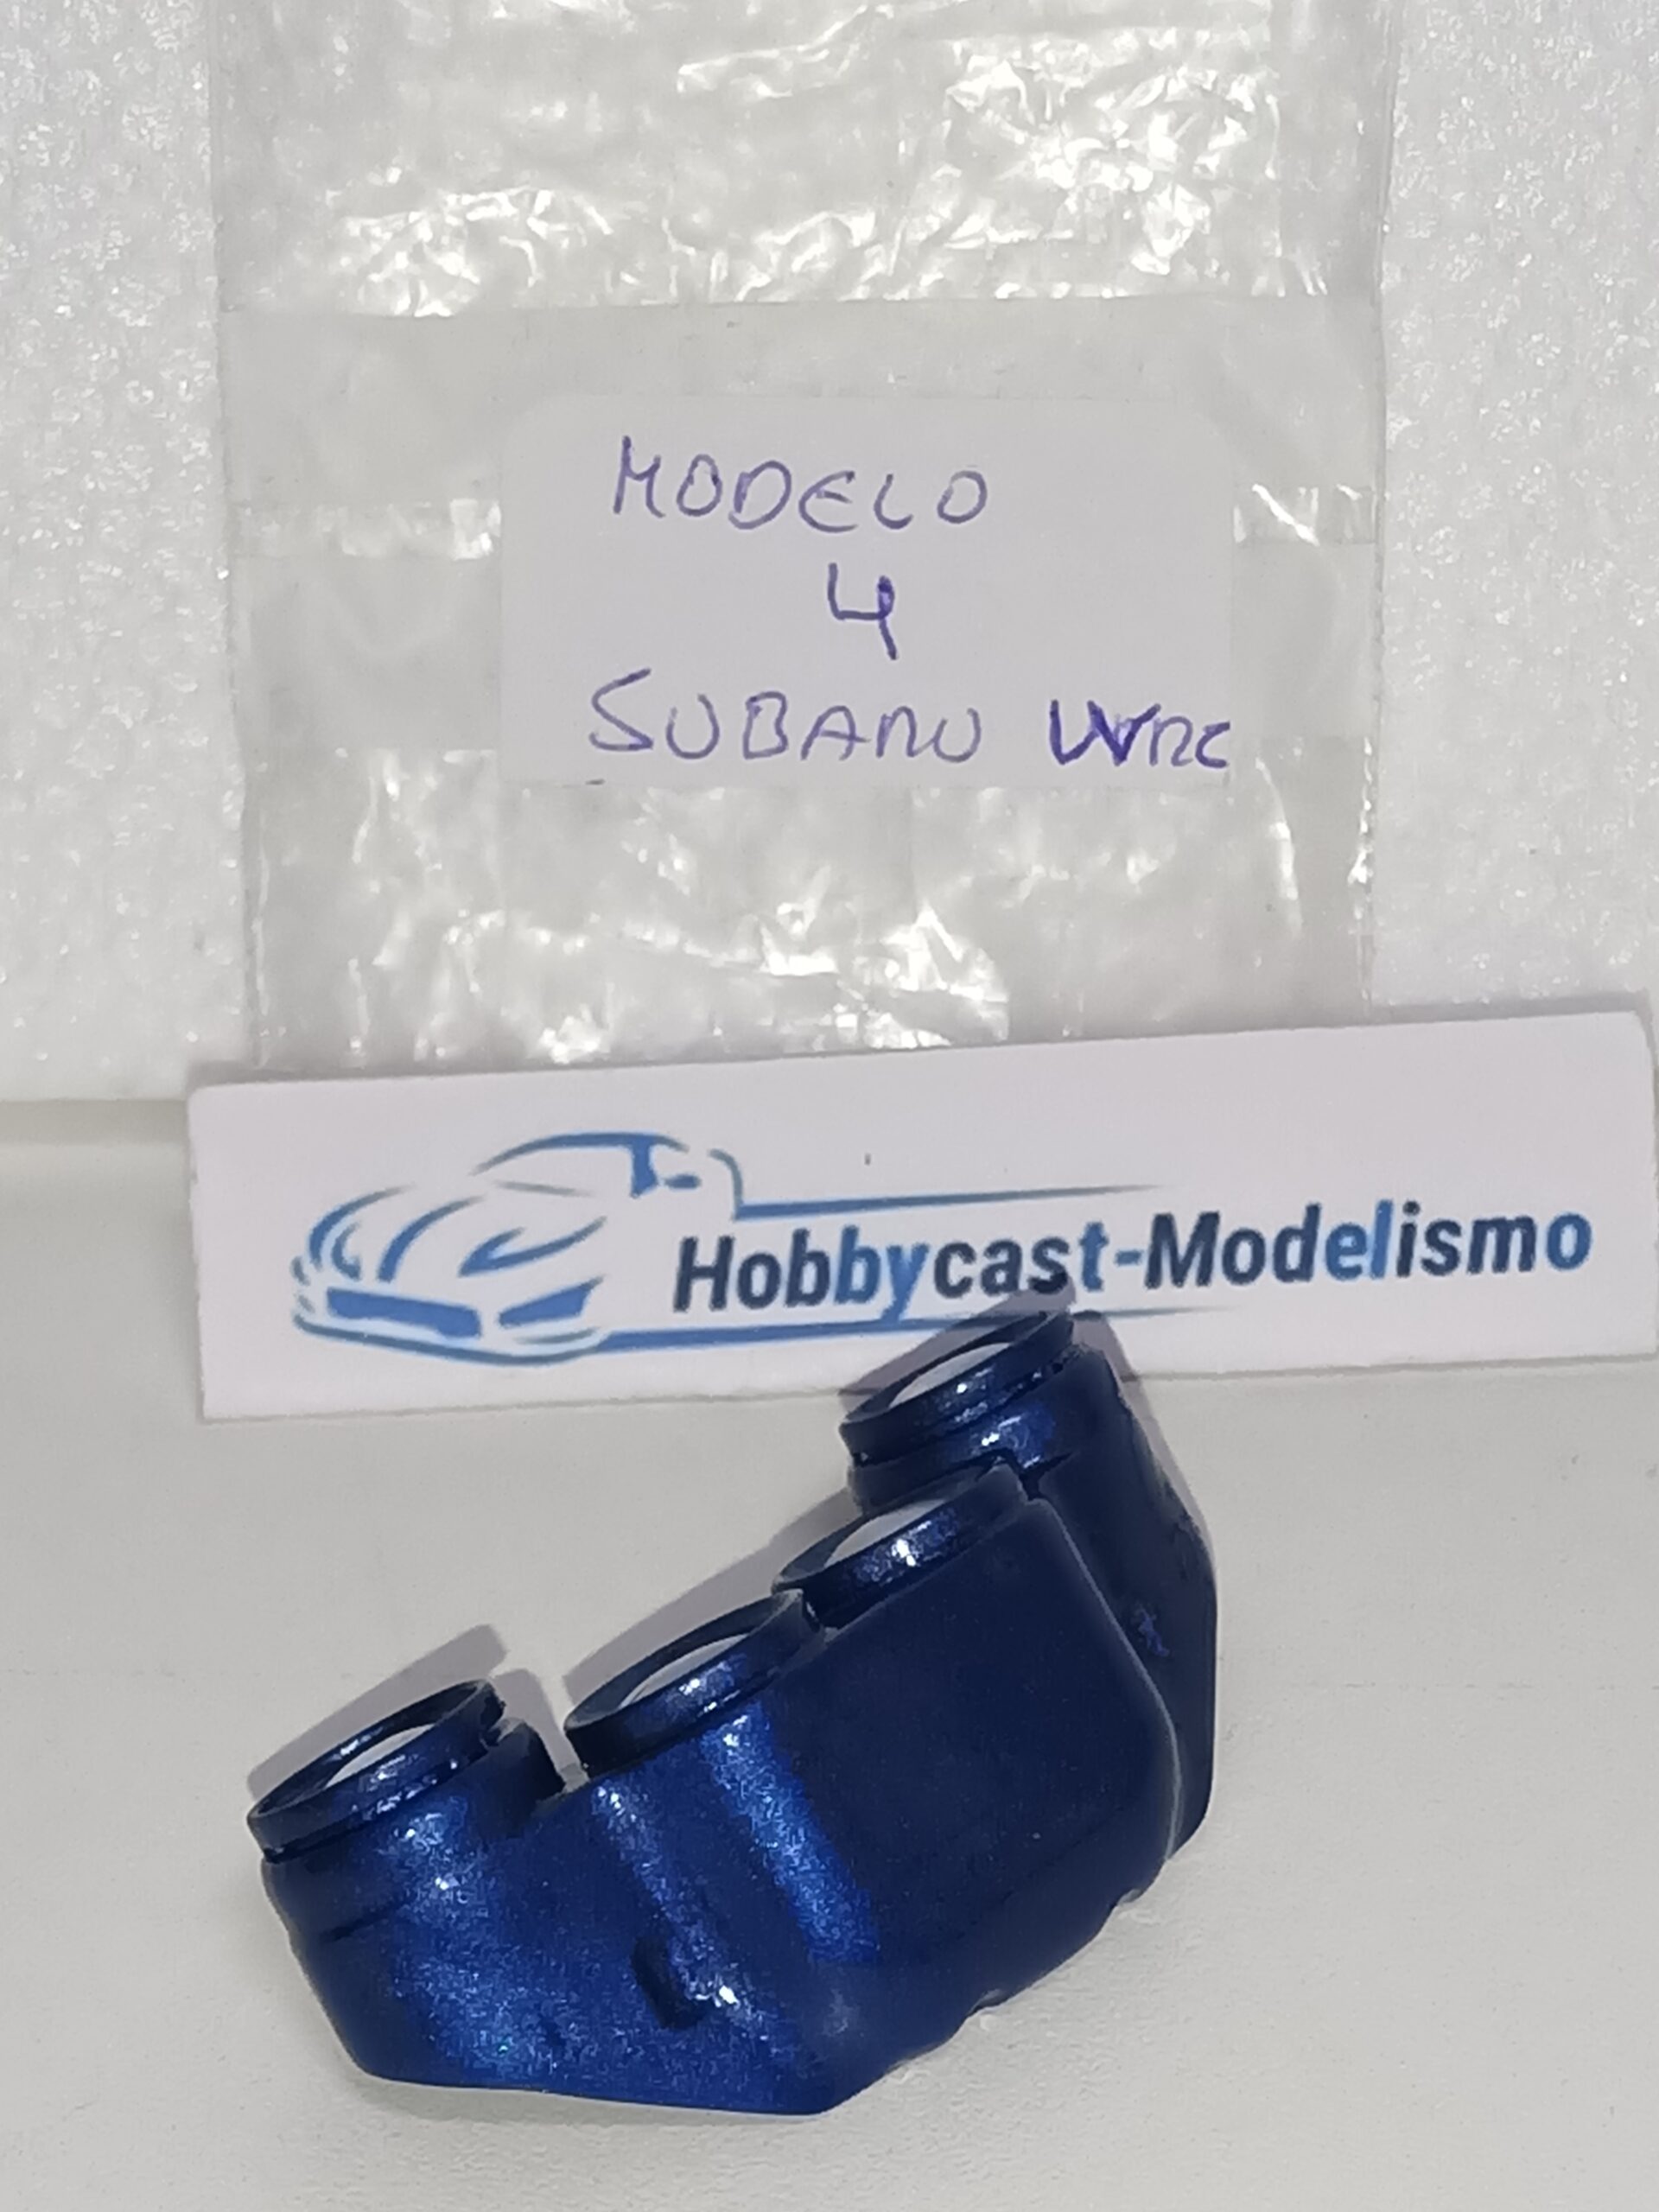 MODELO
4
SUBARU WRC
Hobbycast-Modelismo